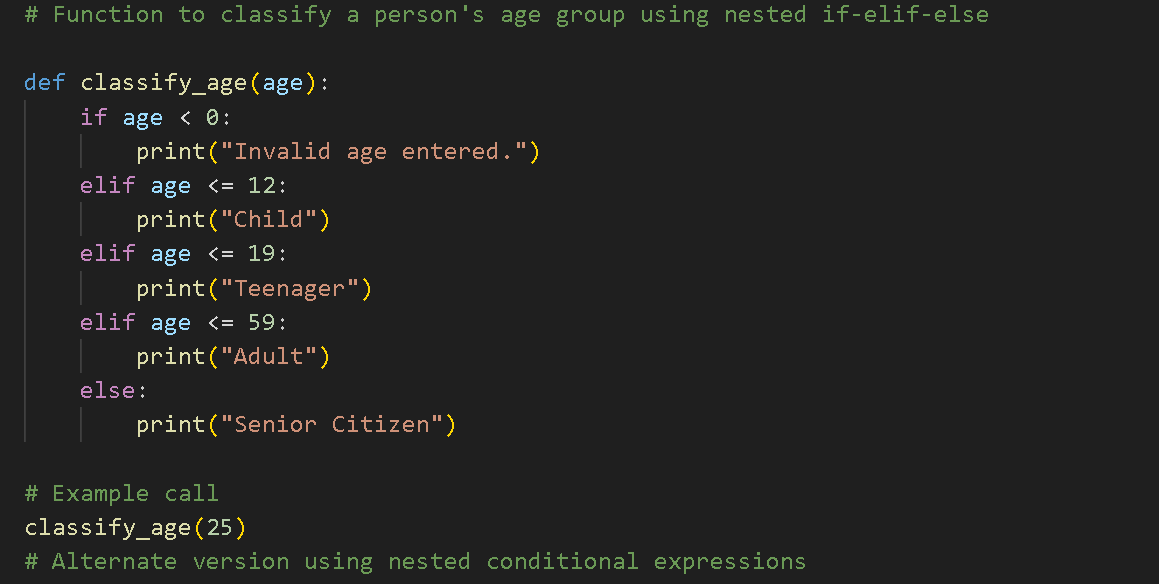 # Function to classify a person's age group using nested if-elif-else

def classify_age(age):
    if age < 0:
        print("Invalid age entered.")
    elif age <= 12:
        print("Child")
    elif age <= 19:
        print("Teenager")
    elif age <= 59:
        print("Adult")
    else:
        print("Senior Citizen")

# Example call
classify_age(25)
# Alternate version using nested conditional expressions